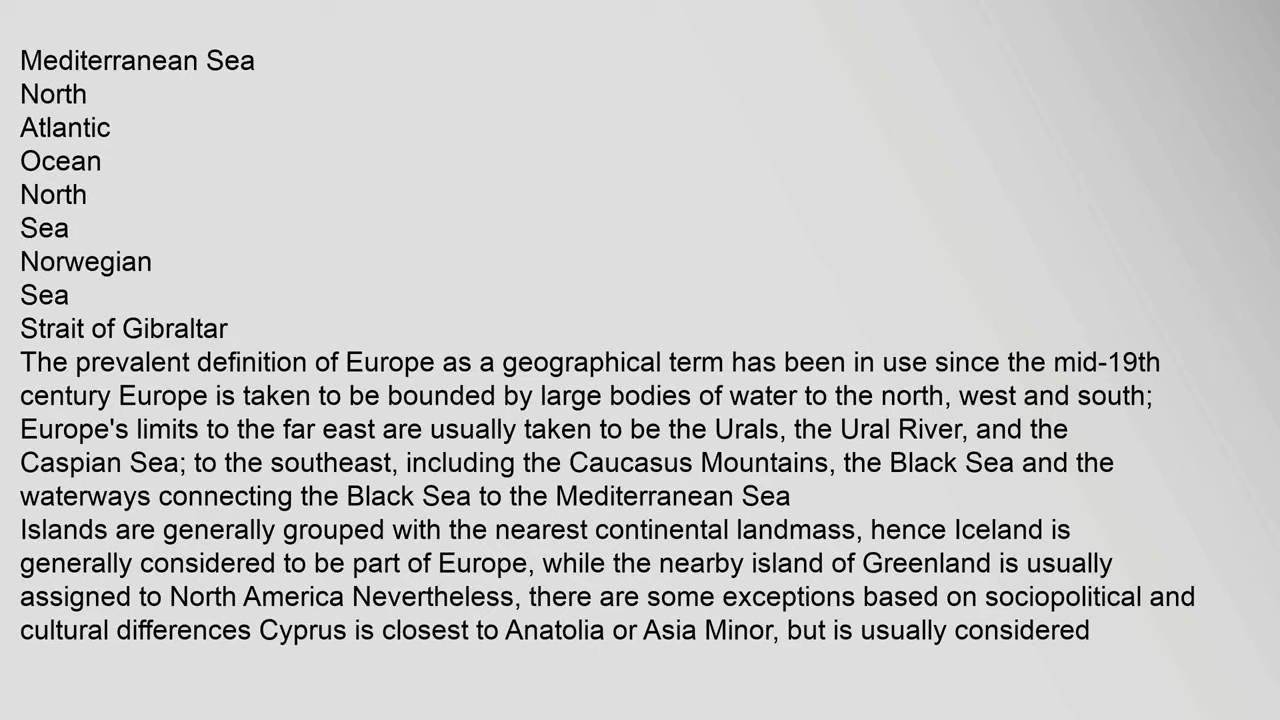 Mediterranean Sea
North
Atlantic
Ocean
North
Sea
Norwegian
Sea
Strait of Gibraltar
The prevalent definition of Europe as a geographical term has been in use since the mid-19th
century Europe is taken to be bounded by large bodies of water to the north, west and south;
Europe's limits to the far east are usually taken to be the Urals, the Ural River, and the
Caspian Sea; to the southeast, including the Caucasus Mountains, the Black Sea and the
waterways connecting the Black Sea to the Mediterranean Sea
Islands are generally grouped with the nearest continental landmass, hence Iceland is
generally considered to be part of Europe, while the nearby island of Greenland is usually
assigned to North America Nevertheless, there are some exceptions based on sociopolitical and
cultural differences Cyprus is closest to Anatolia or Asia Minor, but is usually considered